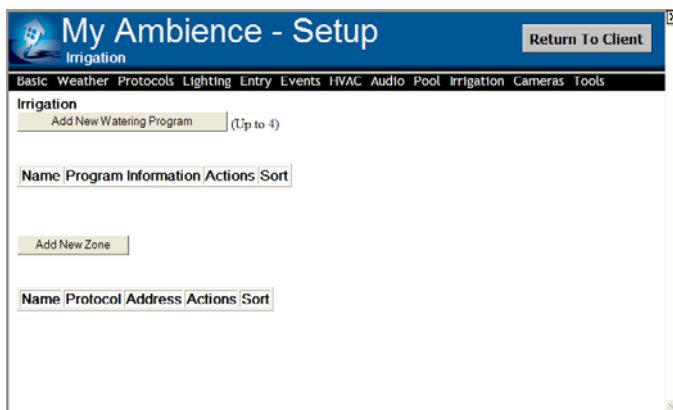 My Ambience - Setup
Irrigation
Return To Client
Basic Weather Protocols Lighting Entry Events HVAC Audio Pool Irrigation Cameras Tools
Irrigation
Add New Watering Program (Up to 4)
Name Program Information Actions Sort
Add New Zone
Name Protocol Address Actions Sort